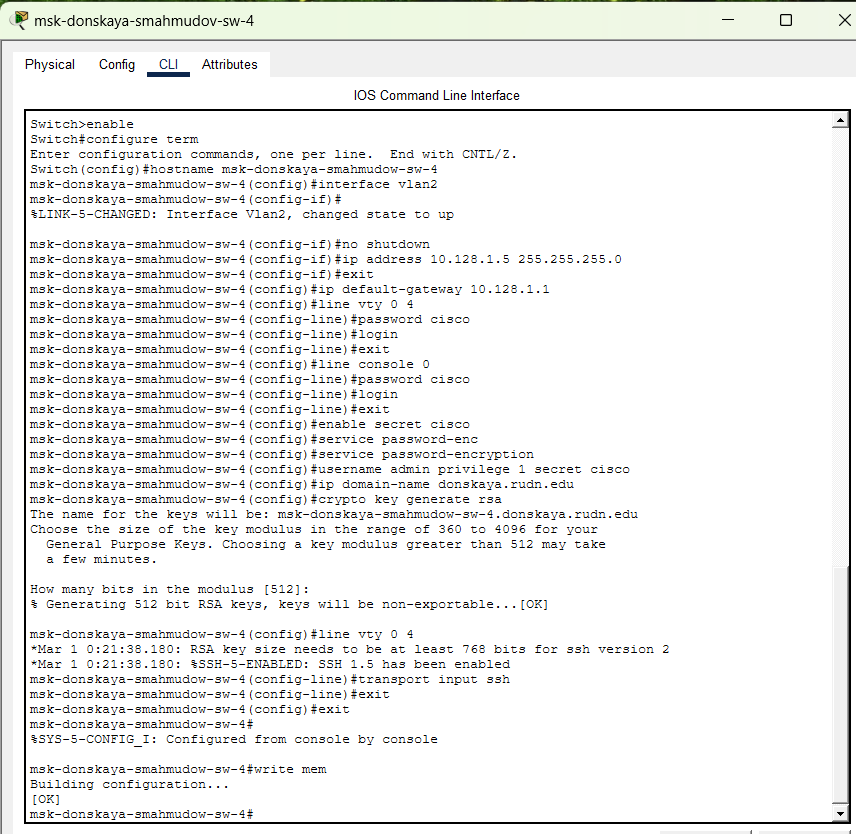 msk-donskaya-smahmudov-sw-4
Physical Config CLI Attributes
IOS Command Line Interface
Switch>enable
Switch#configure term
Enter configuration commands, one per line.  End with CNTL/Z.
Switch(config)#hostname msk-donskaya-smahmudow-sw-4
msk-donskaya-smahmudow-sw-4(config)#interface vlan2
msk-donskaya-smahmudow-sw-4(config-if)#
%LINK-5-CHANGED: Interface Vlan2, changed state to up
msk-donskaya-smahmudow-sw-4(config-if)#no shutdown
msk-donskaya-smahmudow-sw-4(config-if)#ip address 10.128.1.5 255.255.255.0
msk-donskaya-smahmudow-sw-4(config-if)#exit
msk-donskaya-smahmudow-sw-4(config)#ip default-gateway 10.128.1.1
msk-donskaya-smahmudow-sw-4(config)#line vty 0 4
msk-donskaya-smahmudow-sw-4(config-line)#password cisco
msk-donskaya-smahmudow-sw-4(config-line)#login
msk-donskaya-smahmudow-sw-4(config-line)#exit
msk-donskaya-smahmudow-sw-4(config)#line console 0
msk-donskaya-smahmudow-sw-4(config-line)#password cisco
msk-donskaya-smahmudow-sw-4(config-line)#login
msk-donskaya-smahmudow-sw-4(config-line)#exit
msk-donskaya-smahmudow-sw-4(config)#enable secret cisco
msk-donskaya-smahmudow-sw-4(config)#service password-enc
msk-donskaya-smahmudow-sw-4(config)#service password-encryption
msk-donskaya-smahmudow-sw-4(config)#username admin privilege 1 secret cisco
msk-donskaya-smahmudow-sw-4(config)#ip domain-name donskaya.rudn.edu
msk-donskaya-smahmudow-sw-4(config)#crypto key generate rsa
The name for the keys will be: msk-donskaya-smahmudow-sw-4.donskaya.rudn.edu
Choose the size of the key modulus in the range of 360 to 4096 for your
General Purpose Keys. Choosing a key modulus greater than 512 may take
a few minutes.
How many bits in the modulus [512]:
% Generating 512 bit RSA keys, keys will be non-exportable...[OK]
msk-donskaya-smahmudow-sw-4(config)#line vty 0 4
*Mar 1 0:21:38.180: RSA key size needs to be at least 768 bits for ssh version 2
*Mar 1 0:21:38.180: %SSH-5-ENABLED: SSH 1.5 has been enabled
msk-donskaya-smahmudow-sw-4(config-line)#transport input ssh
msk-donskaya-smahmudow-sw-4(config-line)#exit
msk-donskaya-smahmudow-sw-4(config)#exit
msk-donskaya-smahmudow-sw-4#
%SYS-5-CONFIG_I: Configured from console by console
msk-donskaya-smahmudow-sw-4#write mem
Building configuration...
[OK]
msk-donskaya-smahmudow-sw-4#